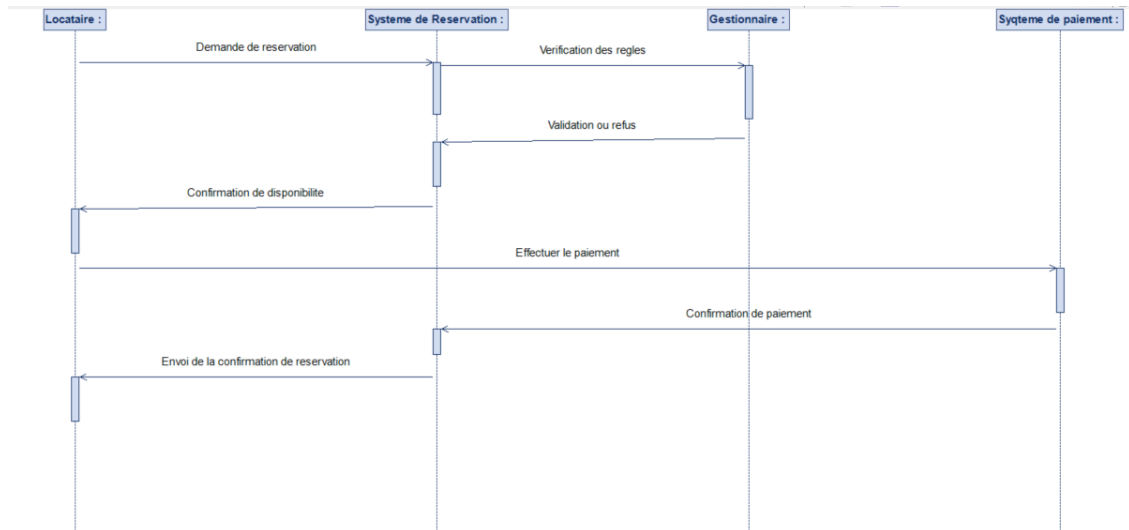 Locataire :
Systeme de Reservation :
Gestionnaire :
Syqteme de paiement :
Demande de reservation
Verification des regles
Validation ou refus
Confirmation de disponibilite
Effectuer le paiement
Confirmation de paiement
Envoi de la confirmation de reservation